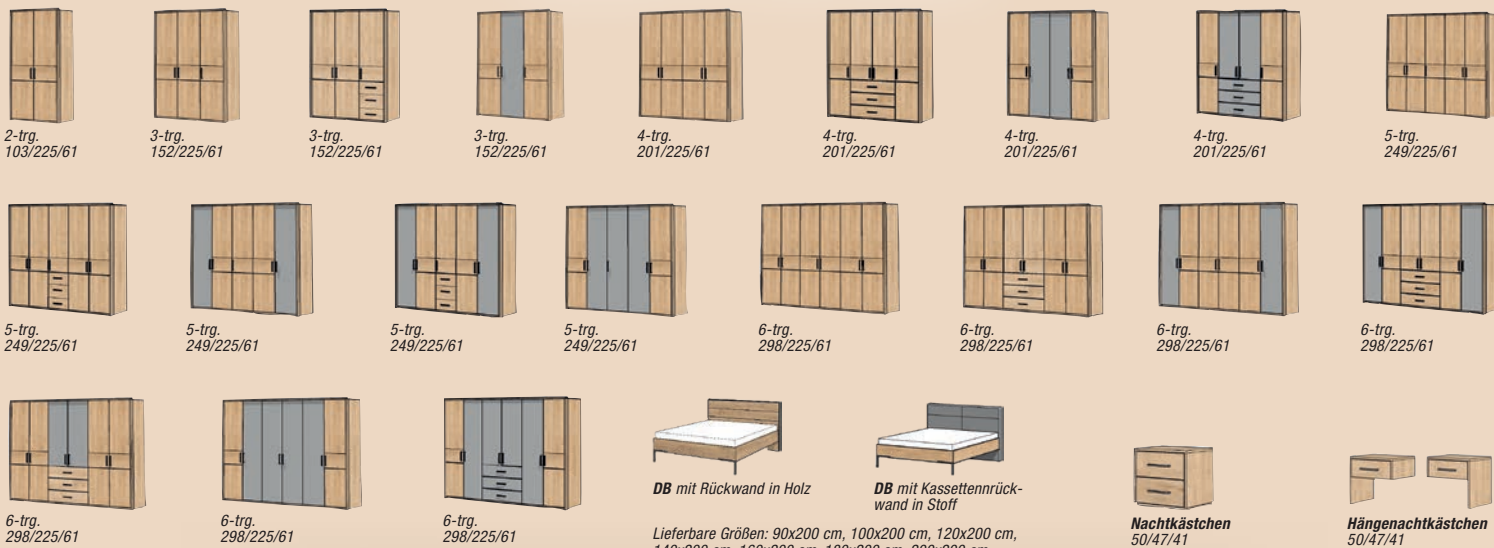 2-trg.
103/225/61
3-trg.
152/225/61
3-trg.
152/225/61
3-trg.
152/225/61
4-trg.
201/225/61
4-trg.
201/225/61
4-trg.
201/225/61
4-trg.
201/225/61
5-trg.
249/225/61
5-trg.
249/225/61
5-trg.
249/225/61
5-trg.
249/225/61
5-trg.
249/225/61
6-trg.
298/225/61
6-trg.
298/225/61
6-trg.
298/225/61
6-trg.
298/225/61
6-trg.
298/225/61
6-trg.
298/225/61
6-trg.
298/225/61
DB mit Rückwand in Holz
DB mit Kassettennrück-
wand in Stoff
Lieferbare Größen: 90x200 cm, 100x200 cm, 120x200 cm,
Nachtkästchen
50/47/41
Hängenachtkästchen
50/47/41